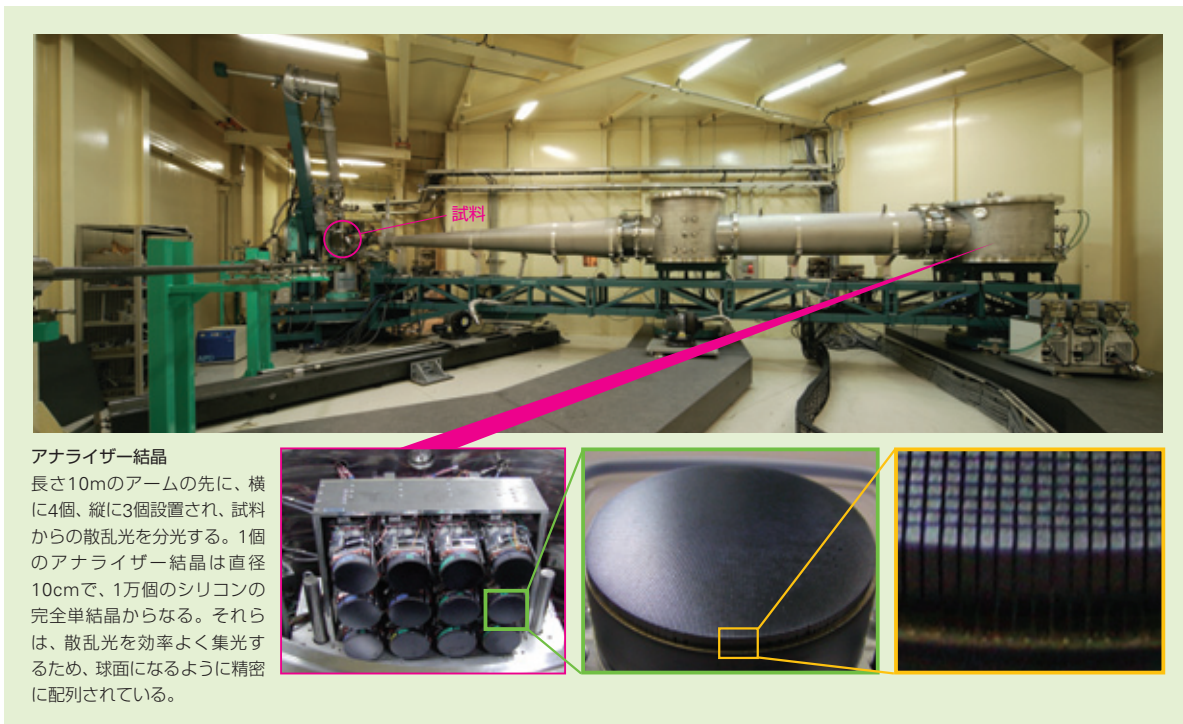 試料
アナライザー結晶
長さ10mのアームの先に、横
に4個、縦に3個設置され、試料
からの散乱光を分光する。1個
のアナライザー結晶は直径
10cmで、1万個のシリコンの
完全単結晶からなる。それら
は、散乱光を効率よく集光す
るため、球面になるように精密
に配列されている。